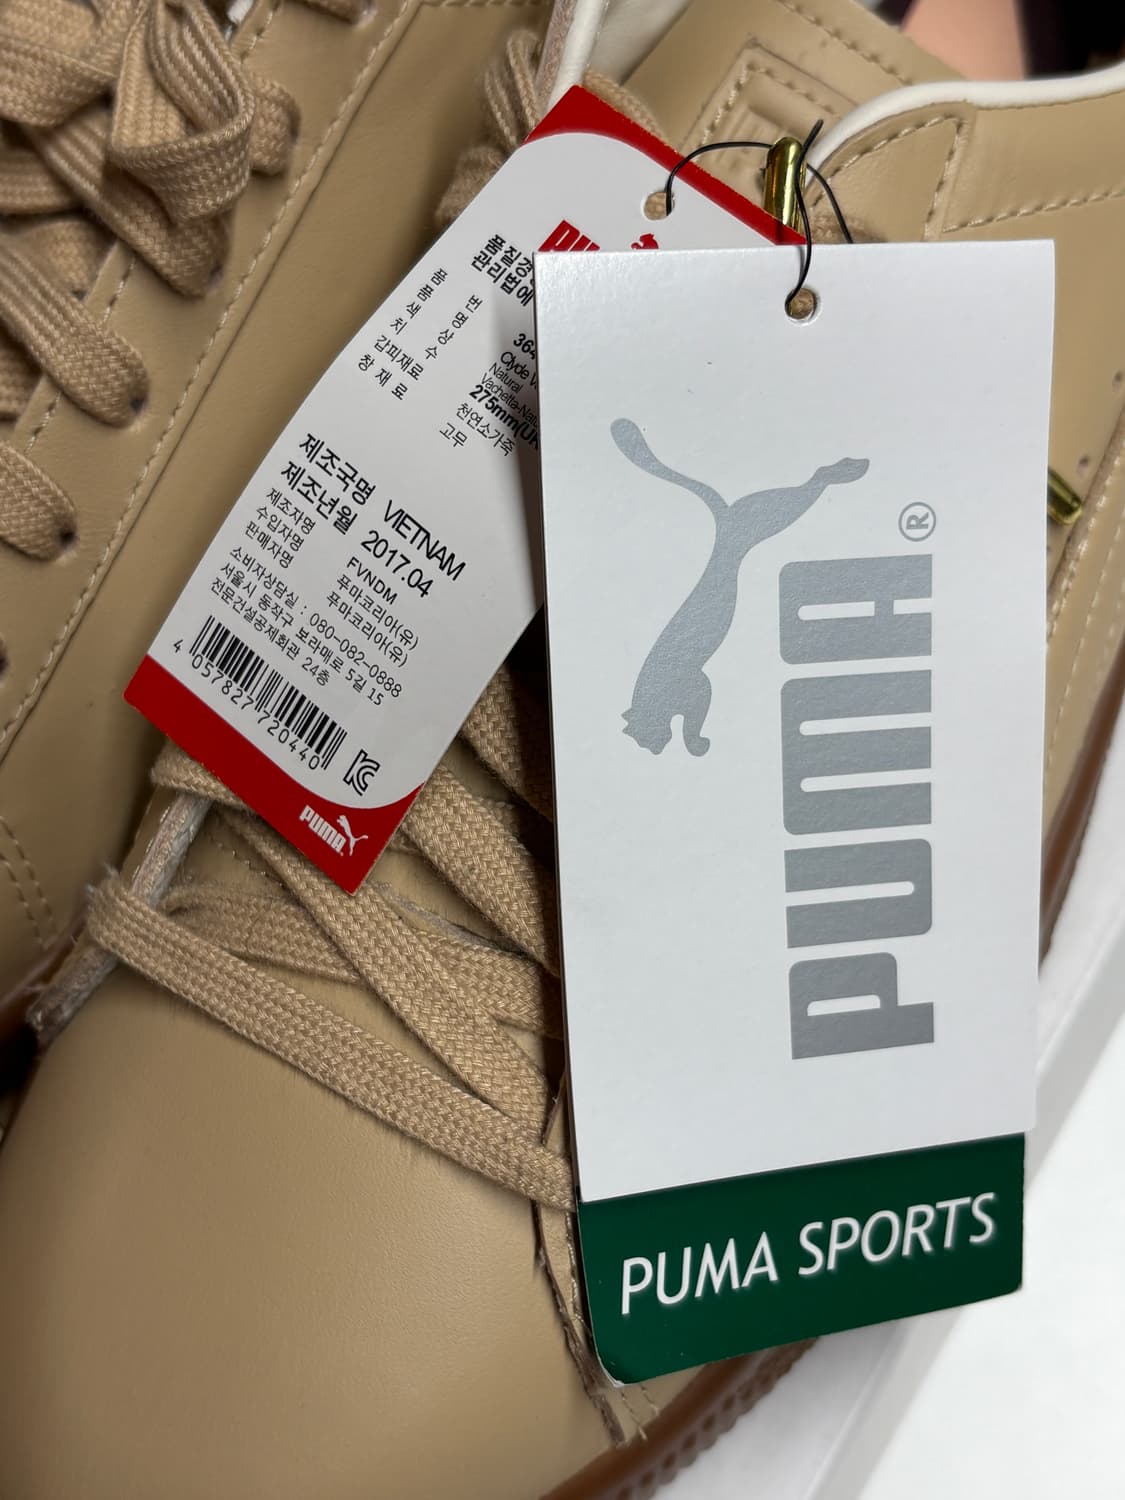 PUMA
품질경
관리법에
품 번 364
품 명 Clyde
색 상 Natural
Vachetta-Natu
치 수 275mm(UK
갑피재료 천연소가죽
창 재 료 고무
제조국명 VIETNAM
제조년월 2017.04
제조자명 FVNDM
수입자명 푸마코리아(유)
판매자명 푸마코리아(유)
소비자상담실 : 080-082-0888
서울시 동작구 보라매로 5길 15
전문건설공제회관 24층
4 057827 720440
PUMA
PUMA®
PUMA SPORTS